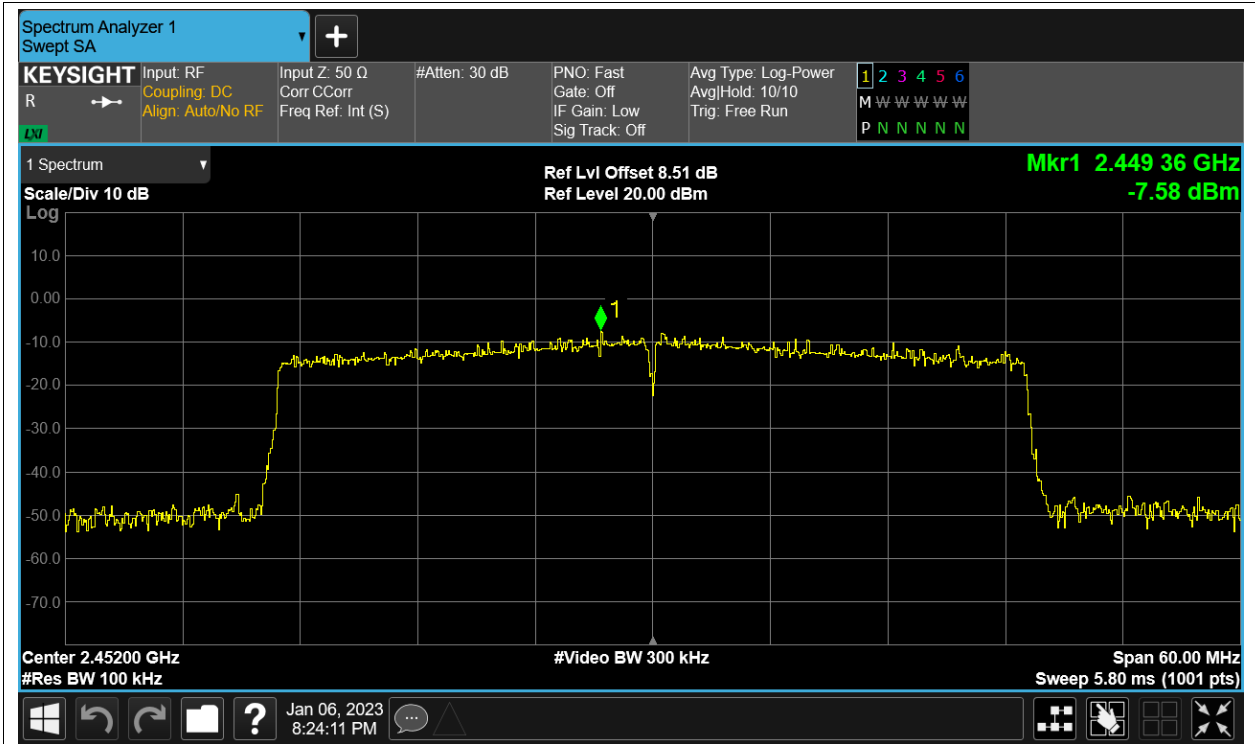 Spectrum Analyzer 1
Swept SA
KEYSIGHT
R
LXI
Input: RF
Coupling: DC
Align: Auto/No RF
Input Z: 50 Ω
Corr CCorr
Freq Ref: Int (S)
#Atten: 30 dB
PNO: Fast
Gate: Off
IF Gain: Low
Sig Track: Off
Avg Type: Log-Power
Avg|Hold: 10/10
Trig: Free Run
1 2 3 4 5 6
M W W W W W
P N N N N N
1 Spectrum
Scale/Div 10 dB
Log
Ref Lvl Offset 8.51 dB
Ref Level 20.00 dBm
Mkr1 2.449 36 GHz
-7.58 dBm
10.0
0.00
-10.0
-20.0
-30.0
-40.0
-50.0
-60.0
-70.0
1
Center 2.45200 GHz
#Res BW 100 kHz
#Video BW 300 kHz
Span 60.00 MHz
Sweep 5.80 ms (1001 pts)
?
Jan 06, 2023
8:24:11 PM